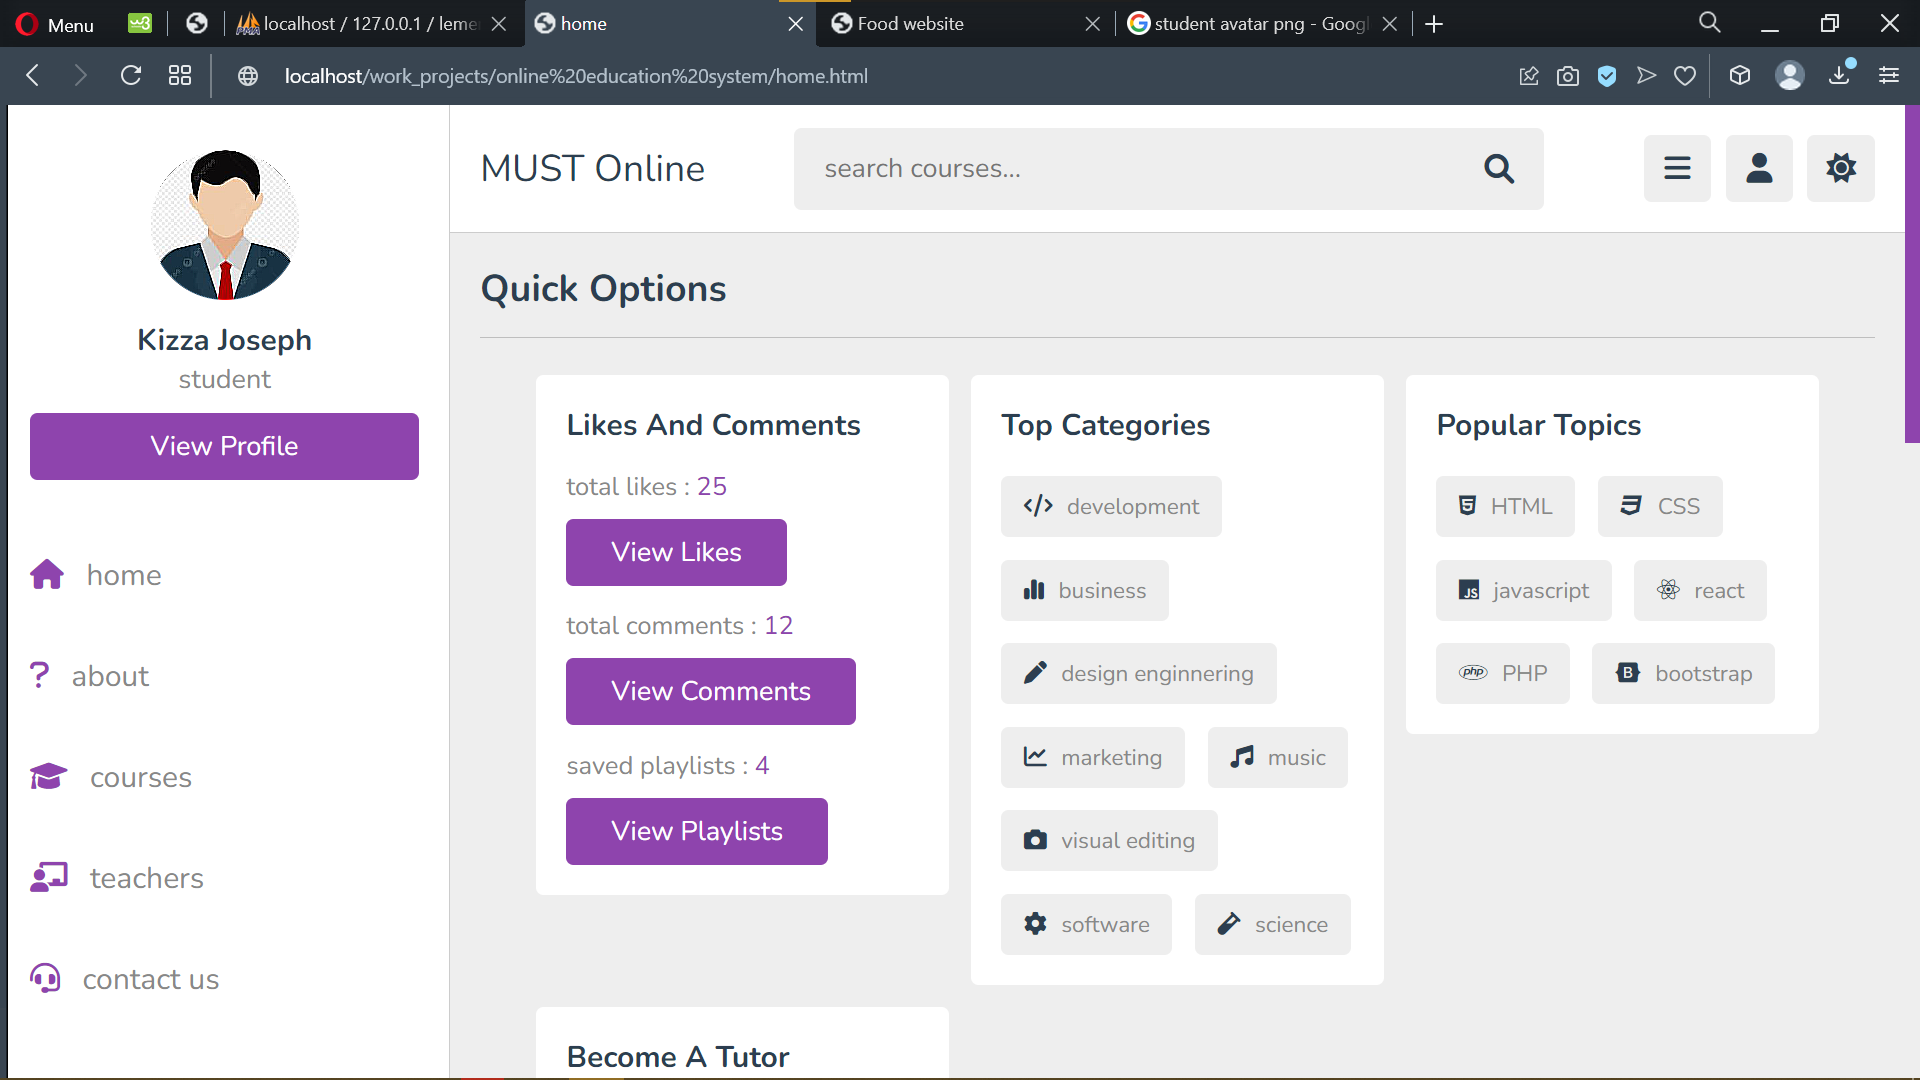 Menu
localhost / 127.0.0.1 / leme
home
Food website
student avatar png - Googl
localhost/work_projects/online%20education%20system/home.html
Kizza Joseph
student
View Profile
home
about
courses
teachers
contact us
MUST Online
search courses...
Quick Options
Likes And Comments
total likes : 25
View Likes
total comments : 12
View Comments
saved playlists : 4
View Playlists
Top Categories
development
business
design enginnering
marketing
music
visual editing
software
science
Popular Topics
HTML
CSS
JS
javascript
react
php
PHP
B
bootstrap
Become A Tutor